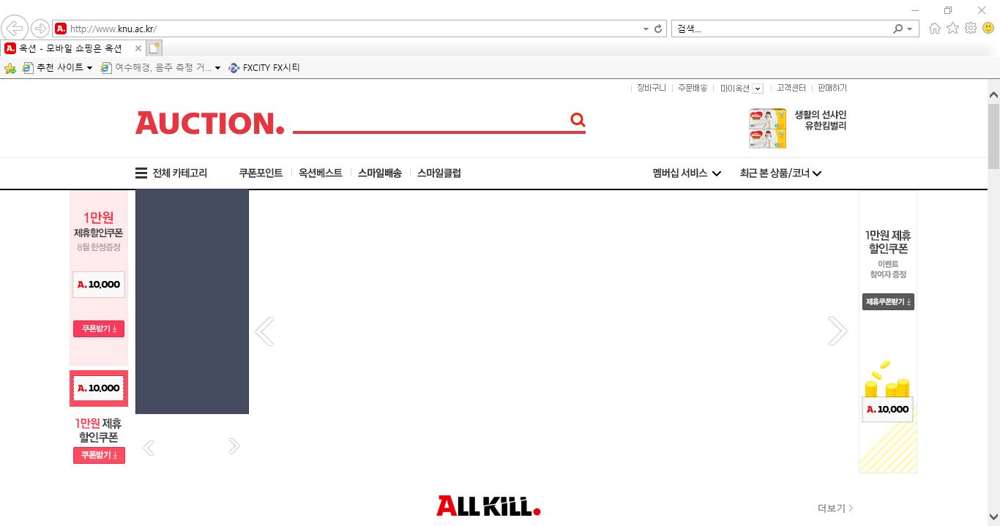 http://www.knu.ac.kr/
검색...
옥션 - 모바일 쇼핑은 옥션
추천 사이트
여수해경, 음주 측정 거...
FXCITY FX시티
장바구니
주문배송
마이옥션
고객센터
판매하기
AUCTION.
생활의 선샤인
유한킴벌리
전체 카테고리
쿠폰포인트
옥션베스트
스마일배송
스마일클럽
멤버십 서비스
최근 본 상품/코너
1만원
제휴할인쿠폰
8월 한정증정
A. 10,000
쿠폰받기
A. 10,000
1만원 제휴
할인쿠폰
쿠폰받기
1만원 제휴
할인쿠폰
이벤트
참여자 증정
제휴쿠폰받기
A. 10,000
ALL KILL.
더보기